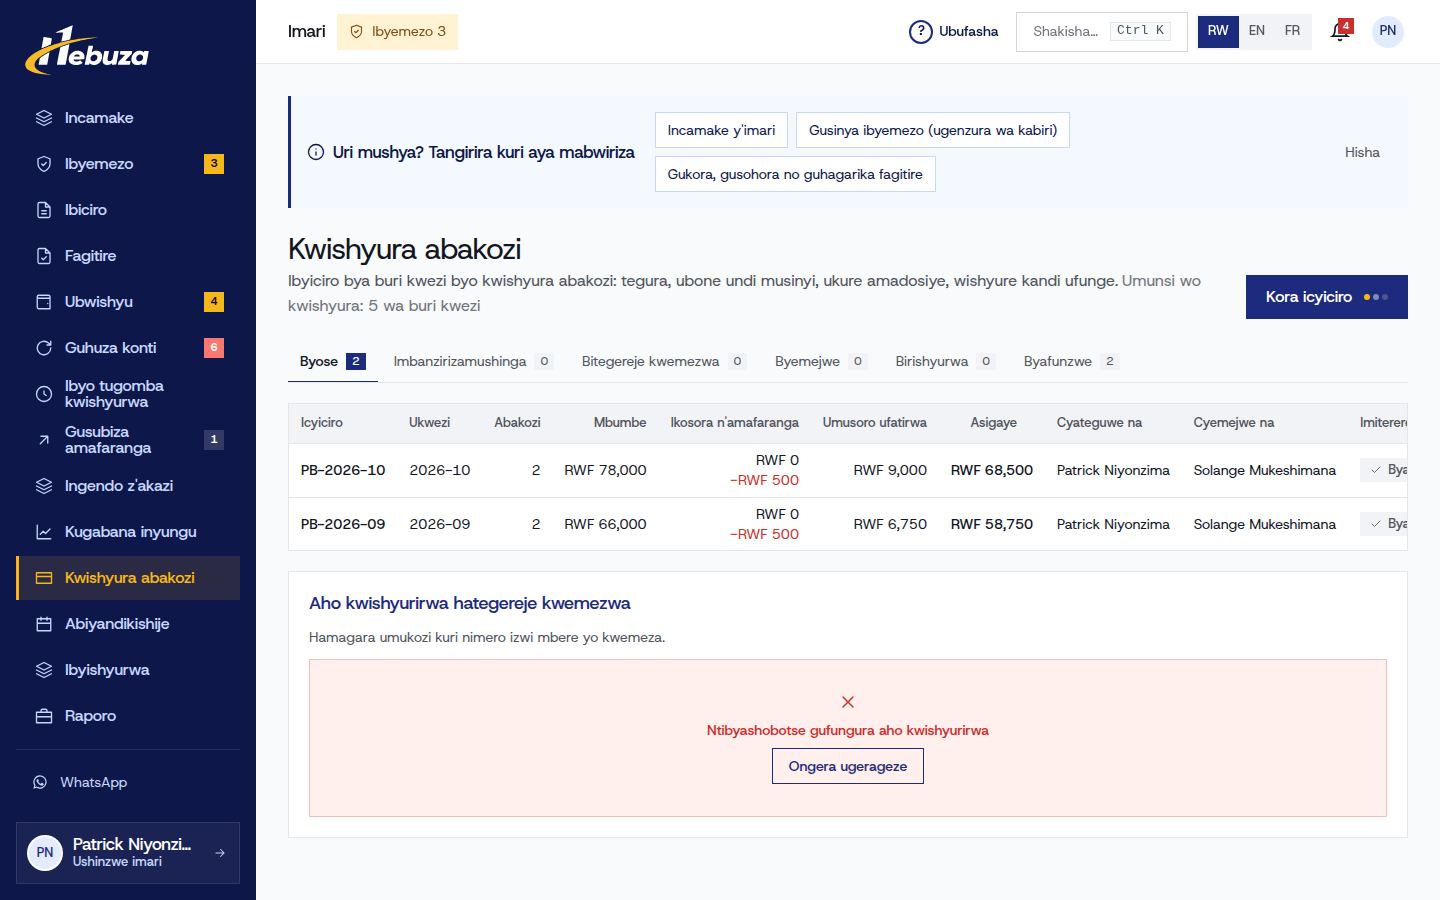 Hebuza
Incamake
Ibyemezo 3
Ibiciro
Fagitire
Ubwishyu 4
Guhuza konti 6
Ibyo tugomba
kwishyurwa
Gusubiza
amafaranga 1
Ingendo z'akazi
Kugabana inyungu
Kwishyura abakozi
Abiyandikishije
Ibyishyurwa
Raporo
WhatsApp
PN Patrick Niyonzi...
Ushinzwe imari
Imari Ibyemezo 3 ? Ubufasha Shakisha... Ctrl K RW EN FR 4 PN
Uri mushya? Tangirira kuri aya mabwiriza
Incamake y'imari Gusinya ibyemezo (ugenzura wa kabiri)
Gukora, gusohora no guhagarika fagitire
Hisha
Kwishyura abakozi
Ibyiciro bya buri kwezi byo kwishyura abakozi: tegura, ubone undi musinyi, ukure amadosiye, wishyure kandi ufunge. Umunsi wo
kwishyura: 5 wa buri kwezi
Kora icyiciro
Byose 2 Imbanzirizamushinga 0 Bitegereje kwemezwa 0 Byemejwe 0 Birishyurwa 0 Byafunzwe 2
Icyiciro Ukwezi Abakozi Mbumbe Ikosora n'amafaranga Umusoro ufatirwa Asigaye Cyateguwe na Cyemejwe na Imiterere
PB-2026-10 2026-10 2 RWF 78,000 RWF 0 RWF 9,000 RWF 68,500 Patrick Niyonzima Solange Mukeshimana Bya
−RWF 500
PB-2026-09 2026-09 2 RWF 66,000 RWF 0 RWF 6,750 RWF 58,750 Patrick Niyonzima Solange Mukeshimana Bya
−RWF 500
Aho kwishyurirwa hategereje kwemezwa
Hamagara umukozi kuri nimero izwi mbere yo kwemeza.
Ntibyashobotse gufungura aho kwishyurirwa
Ongera ugerageze